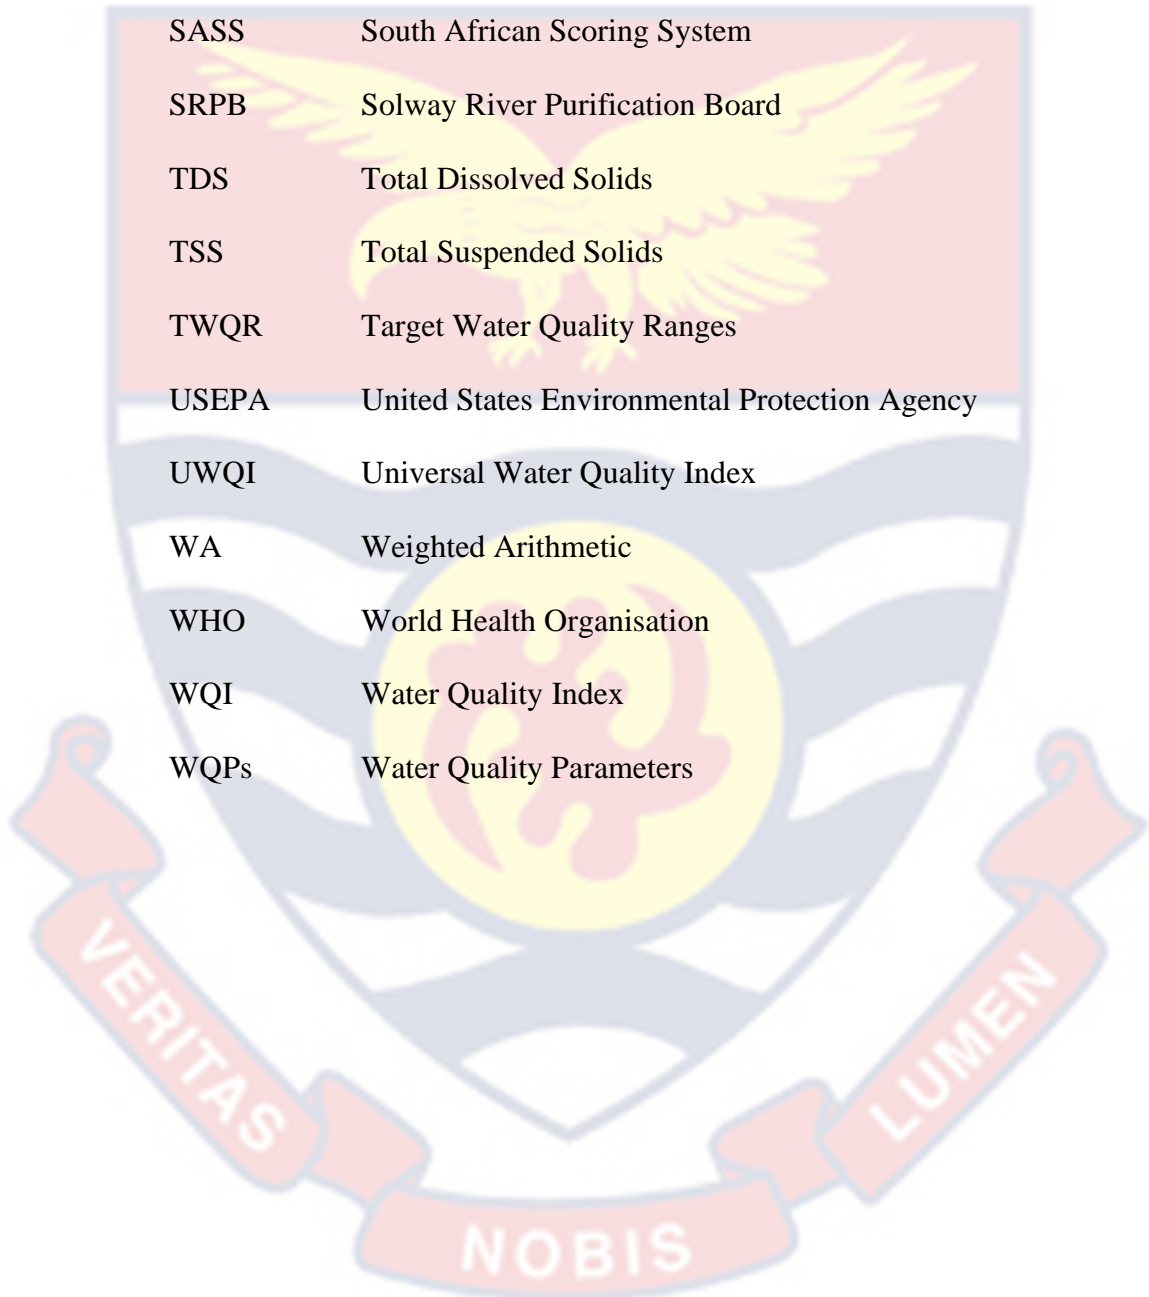 SASS South African Scoring System
SRPB Solway River Purification Board
TDS Total Dissolved Solids
TSS Total Suspended Solids
TWQR Target Water Quality Ranges
USEPA United States Environmental Protection Agency
UWQI Universal Water Quality Index
WA Weighted Arithmetic
WHO World Health Organisation
WQI Water Quality Index
WQPs Water Quality Parameters
VERITAS
NOBIS
LUMEN